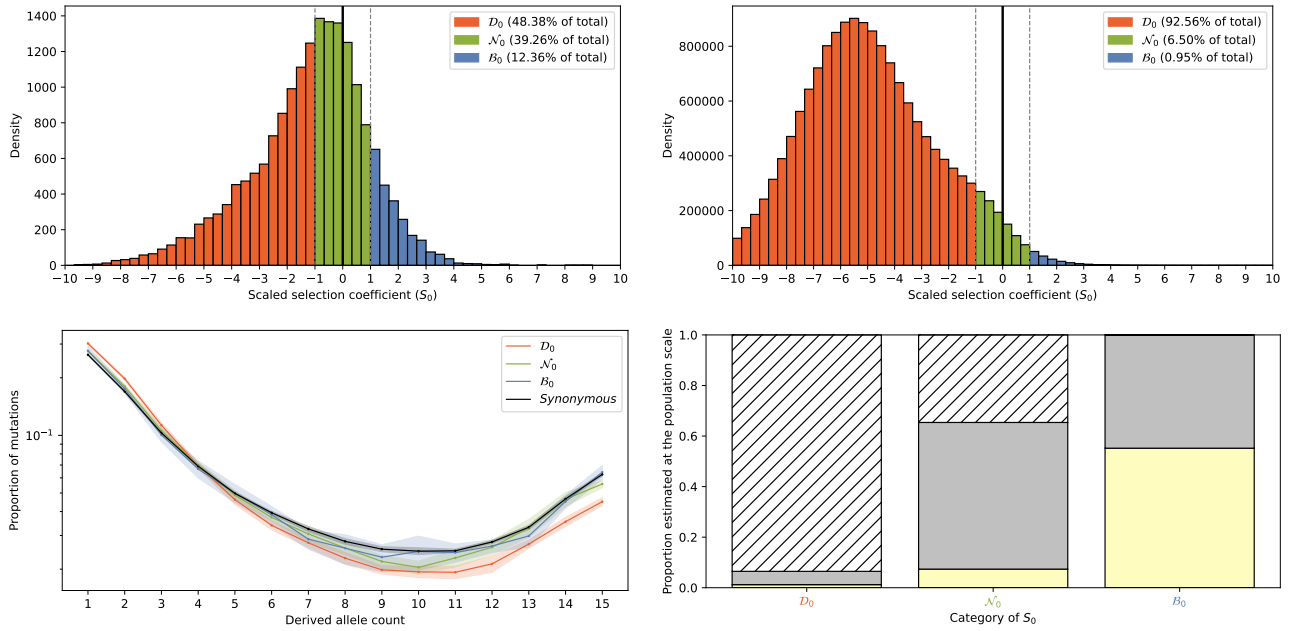 1400
1200
1000
800
600
400
200
0
Density
−10 −9 −8 −7 −6 −5 −4 −3 −2 −1 0 1 2 3 4 5 6 7 8 9 10
Scaled selection coefficient (S₀)
𝒟₀ (48.38% of total)
𝒩₀ (39.26% of total)
ℬ₀ (12.36% of total)
800000
600000
400000
200000
0
Density
−10 −9 −8 −7 −6 −5 −4 −3 −2 −1 0 1 2 3 4 5 6 7 8 9 10
Scaled selection coefficient (S₀)
𝒟₀ (92.56% of total)
𝒩₀ (6.50% of total)
ℬ₀ (0.95% of total)
10⁻¹
Proportion of mutations
1 2 3 4 5 6 7 8 9 10 11 12 13 14 15
Derived allele count
𝒟₀
𝒩₀
ℬ₀
Synonymous
1.0
0.8
0.6
0.4
0.2
0.0
Proportion estimated at the population scale
𝒟₀ 𝒩₀ ℬ₀
Category of S₀